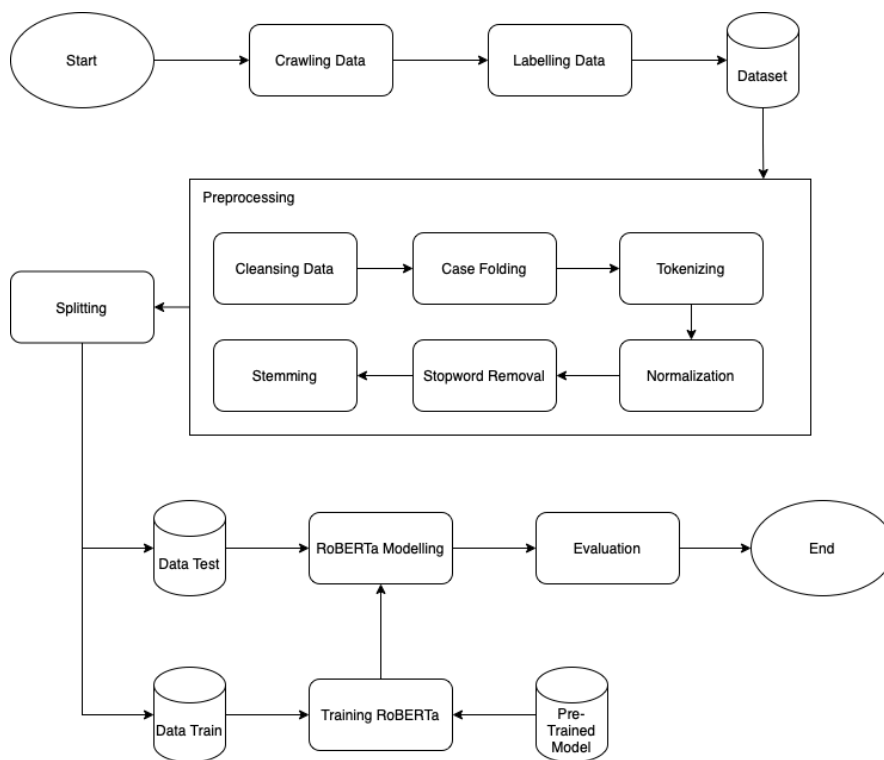 Start
Crawling Data
Labelling Data
Dataset
Preprocessing
Cleansing Data
Case Folding
Tokenizing
Splitting
Stemming
Stopword Removal
Normalization
Data Test
RoBERTa Modelling
Evaluation
End
Data Train
Training RoBERTa
Pre-
Trained
Model